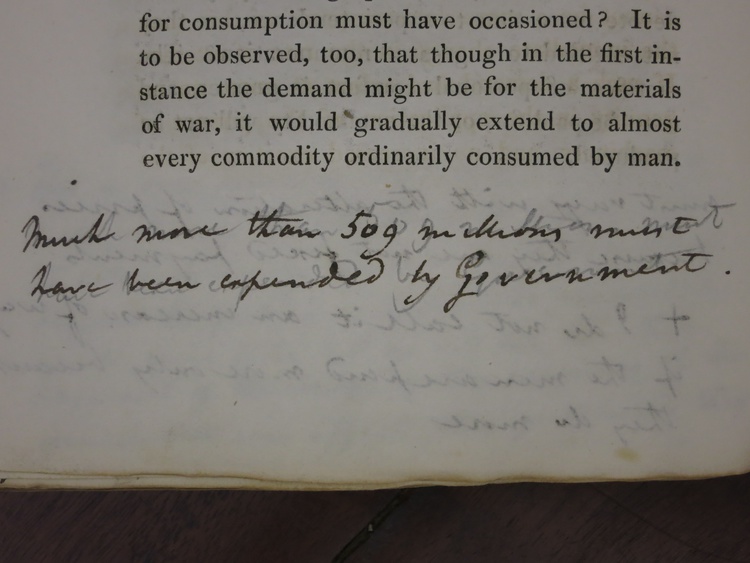 for consumption must have occasioned? It is
to be observed, too, that though in the first in-
stance the demand might be for the materials
of war, it would gradually extend to almost
every commodity ordinarily consumed by man.
Much more than 509 millions must
have been expended by Government.